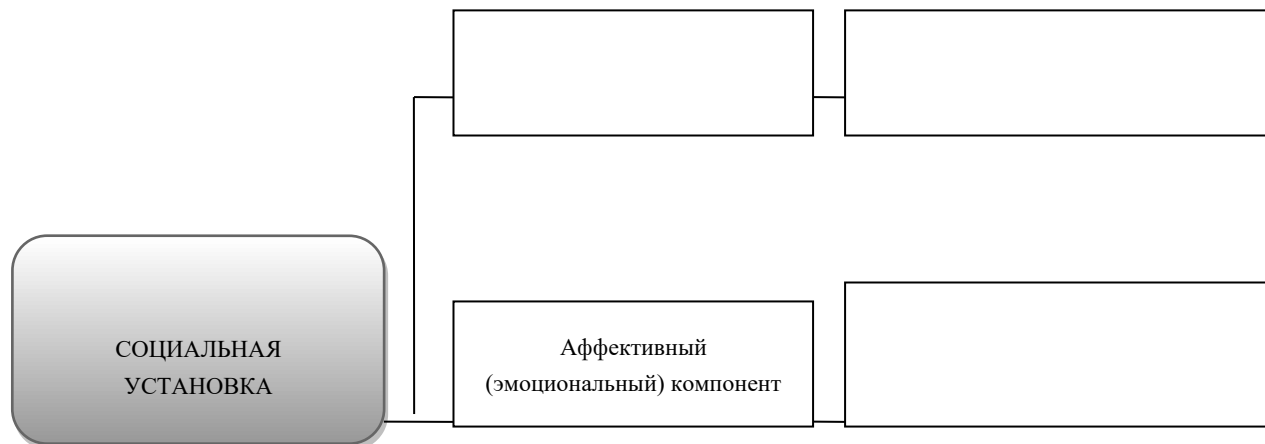 СОЦИАЛЬНАЯ
УСТАНОВКА
Аффективный
(эмоциональный) компонент